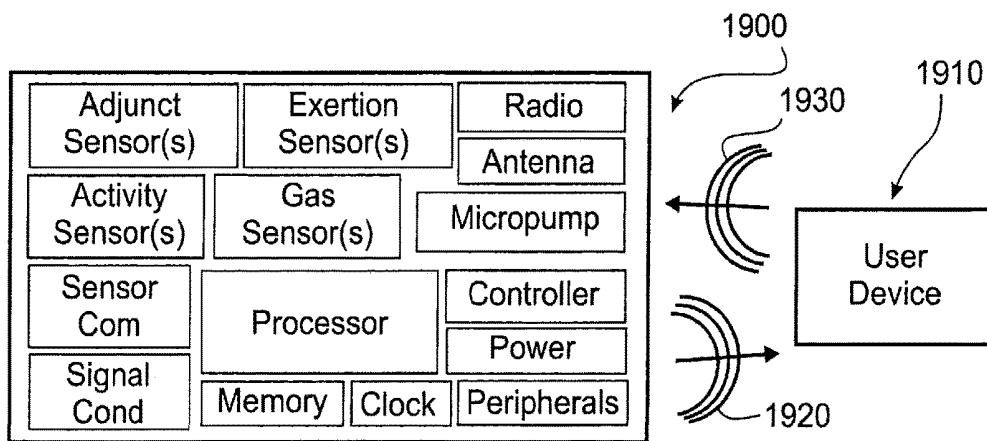 1900
1910
1930
1920
Adjunct
Sensor(s)
Exertion
Sensor(s)
Radio
Antenna
Activity
Sensor(s)
Gas
Sensor(s)
Micropump
Sensor
Com
Processor
Controller
Power
Signal
Cond
Memory
Clock
Peripherals
User
Device